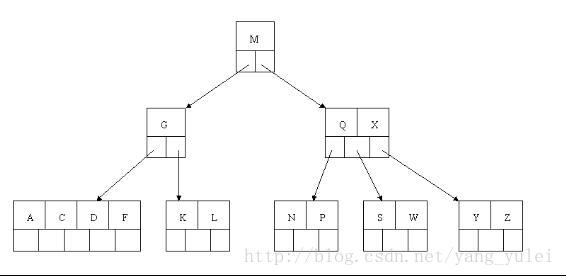 M
G
Q X
A C D F
K L
N P
S W
Y Z
http://blog.csdn.net/yang_yulei